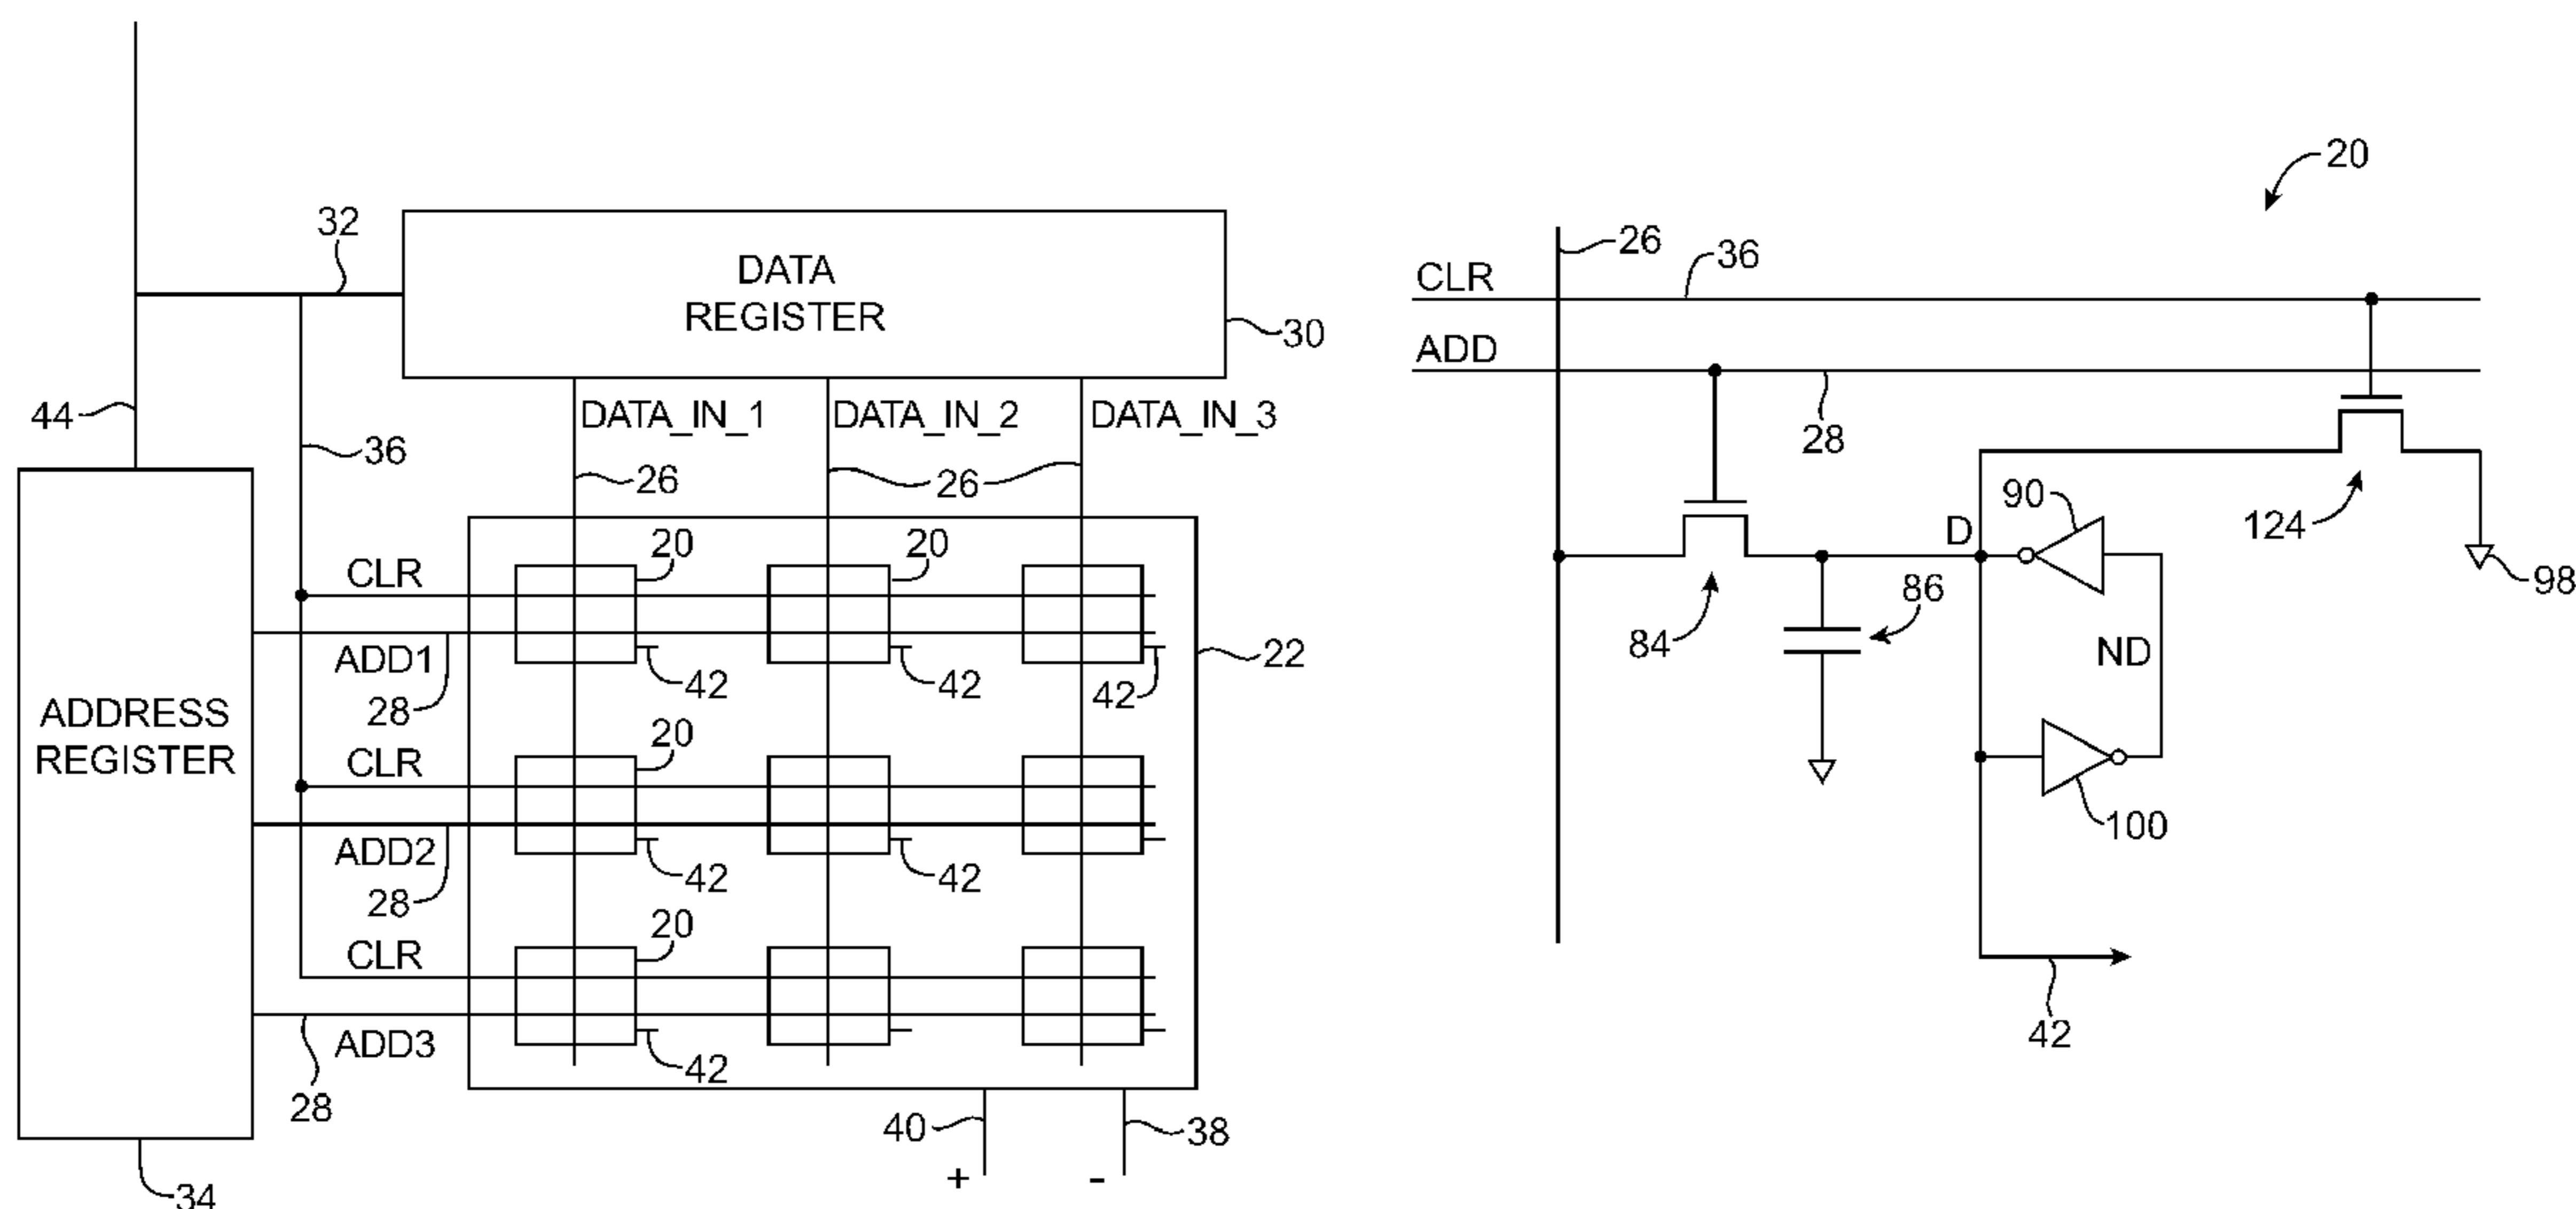 32
DATA
REGISTER
30
44
36
DATA_IN_1
DATA_IN_2
DATA_IN_3
26
26
ADDRESS
REGISTER
34
CLR
20
20
ADD1
28
42
42
42
22
CLR
20
ADD2
28
42
42
CLR
20
ADD3
28
42
40
38
+
-
20
26
36
CLR
ADD
28
124
98
90
D
84
86
ND
100
42